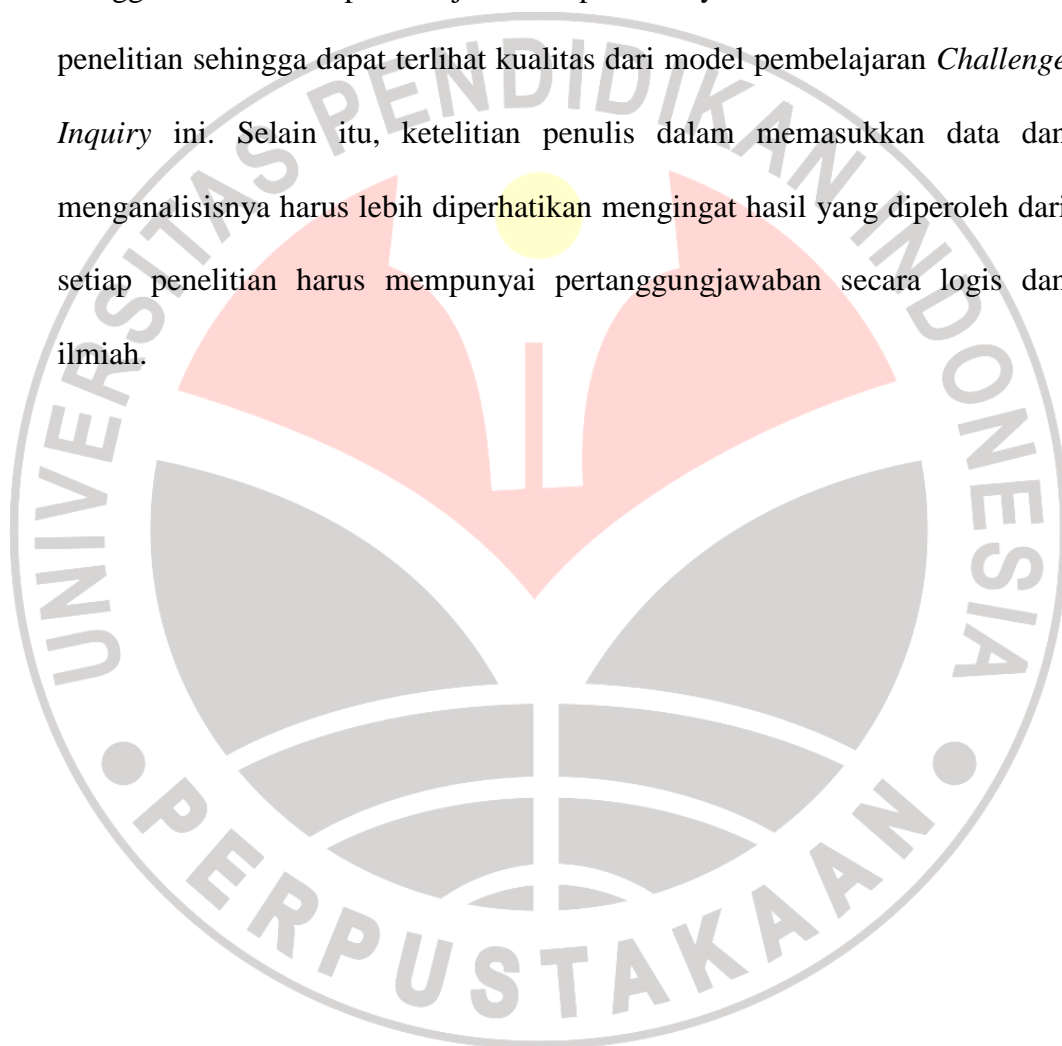 penelitian sehingga dapat terlihat kualitas dari model pembelajaran Challenge
Inquiry ini. Selain itu, ketelitian penulis dalam memasukkan data dan
menganalisisnya harus lebih diperhatikan mengingat hasil yang diperoleh dari
setiap penelitian harus mempunyai pertanggungjawaban secara logis dan
ilmiah.
UNIVERSITAS PENDIDIKAN INDONESIA
PERPUSTAKAAN